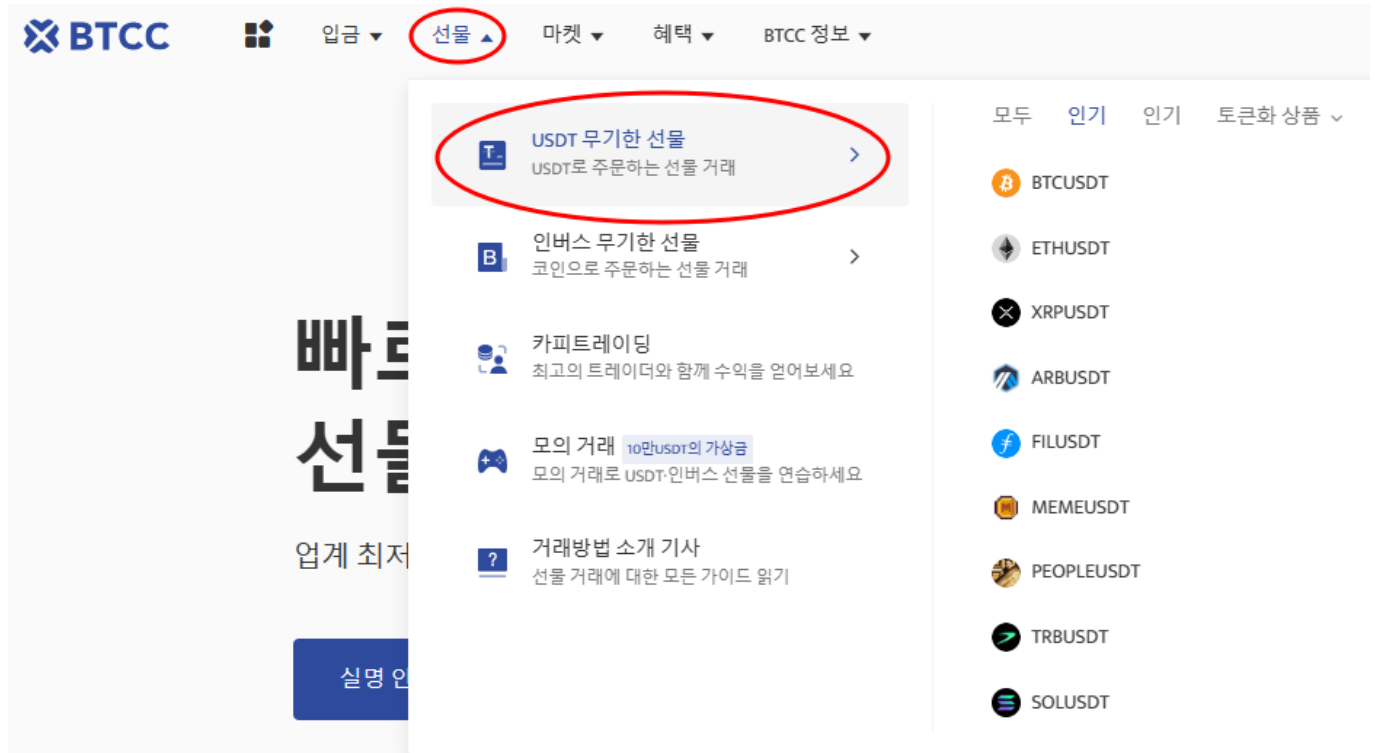 BTCC
입금
선물
마켓
혜택
BTCC 정보
USDT 무기한 선물
USDT로 주문하는 선물 거래
인버스 무기한 선물
코인으로 주문하는 선물 거래
카피트레이딩
최고의 트레이더와 함께 수익을 얻어보세요
모의 거래 10만USDT의 가상금
모의 거래로 USDT·인버스 선물을 연습하세요
거래방법 소개 기사
선물 거래에 대한 모든 가이드 읽기
모두 인기 인기 토큰화 상품
BTCUSDT
ETHUSDT
XRPUSDT
ARBUSDT
FILUSDT
MEMEUSDT
PEOPLEUSDT
TRBUSDT
SOLUSDT
빠르
선물
업계 최저
실명 인